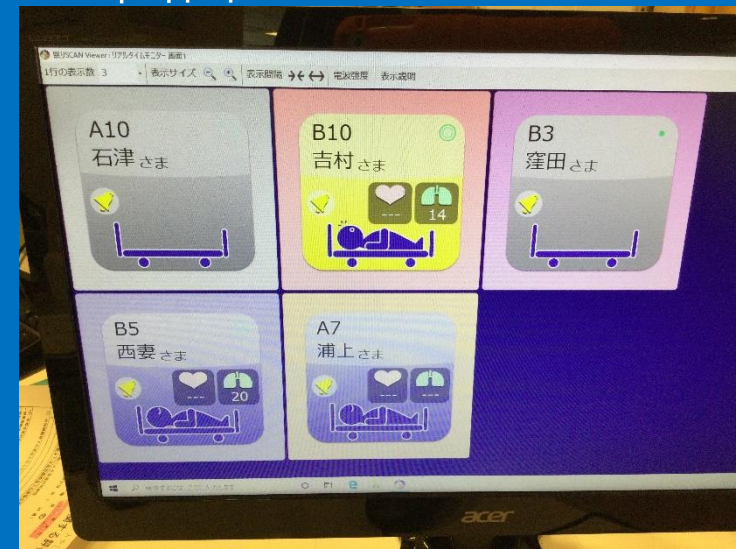 眠りSCAN Viewer: リアルタイムモニター 画面1
1行の表示数 3 表示サイズ 表示間隔 電波強度 表示説明
A10
石津さま
B10
吉村さま
---
14
B3
窪田さま
B5
西妻さま
---
20
A7
浦上さま
---
---
acer